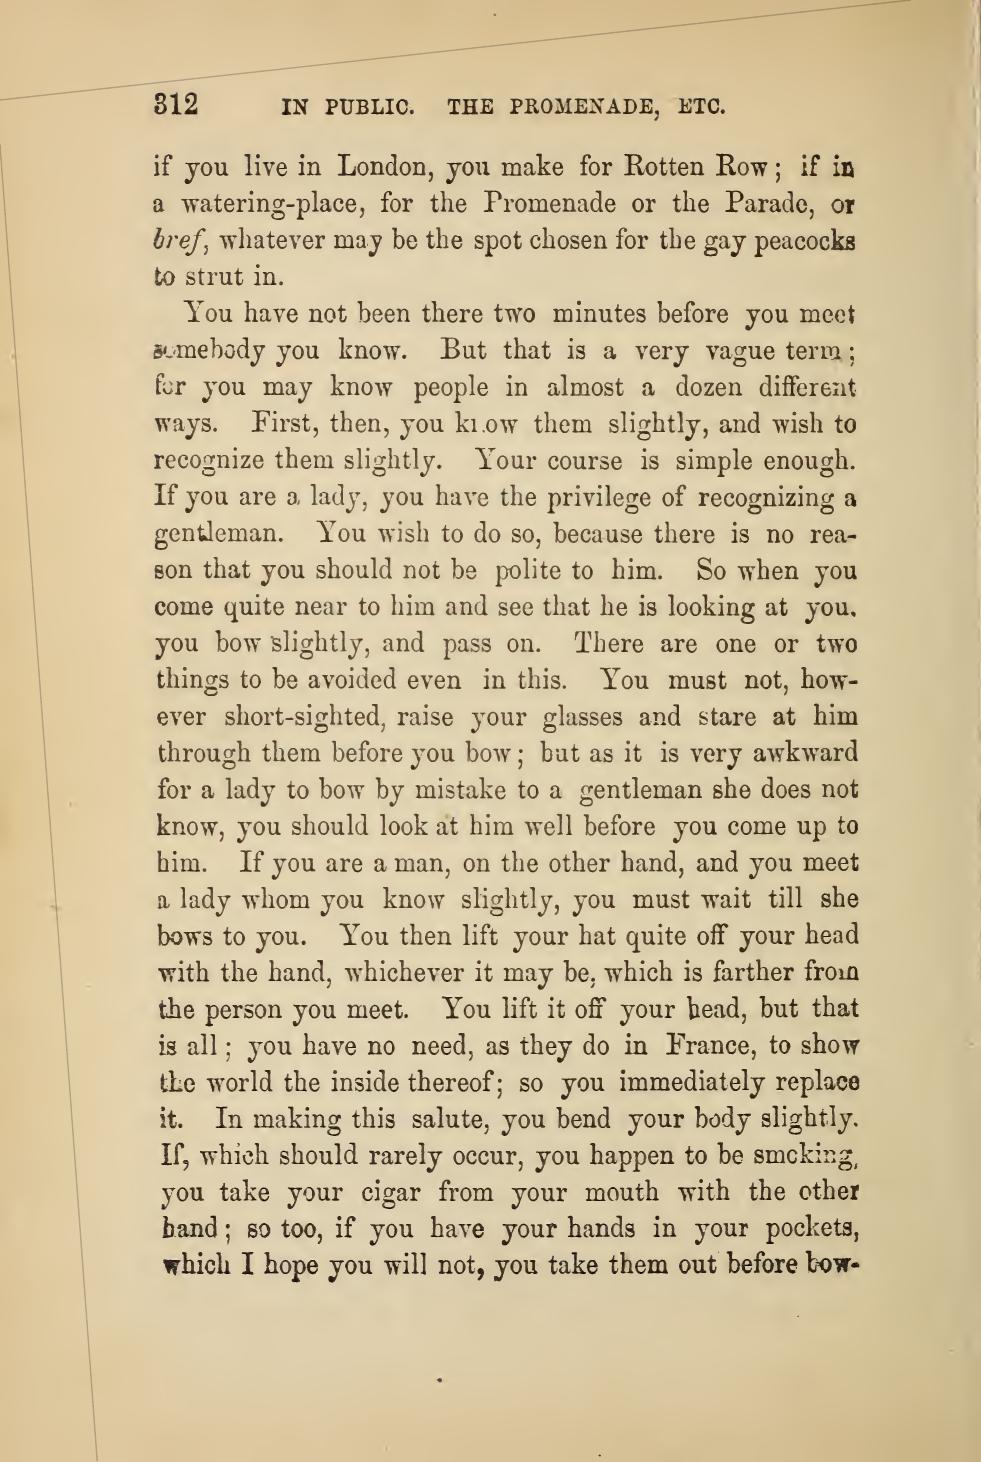 312 IN PUBLIC. THE PROMENADE, ETC.
if you live in London, you make for Rotten Row; if in
a watering-place, for the Promenade or the Parade, or
bref, whatever may be the spot chosen for the gay peacocks
to strut in.
You have not been there two minutes before you meet
somebody you know. But that is a very vague term;
for you may know people in almost a dozen different
ways. First, then, you know them slightly, and wish to
recognize them slightly. Your course is simple enough.
If you are a lady, you have the privilege of recognizing a
gentleman. You wish to do so, because there is no rea-
son that you should not be polite to him. So when you
come quite near to him and see that he is looking at you,
you bow slightly, and pass on. There are one or two
things to be avoided even in this. You must not, how-
ever short-sighted, raise your glasses and stare at him
through them before you bow; but as it is very awkward
for a lady to bow by mistake to a gentleman she does not
know, you should look at him well before you come up to
him. If you are a man, on the other hand, and you meet
a lady whom you know slightly, you must wait till she
bows to you. You then lift your hat quite off your head
with the hand, whichever it may be, which is farther from
the person you meet. You lift it off your head, but that
is all; you have no need, as they do in France, to show
the world the inside thereof; so you immediately replace
it. In making this salute, you bend your body slightly.
If, which should rarely occur, you happen to be smoking,
you take your cigar from your mouth with the other
hand; so too, if you have your hands in your pockets,
which I hope you will not, you take them out before bow-